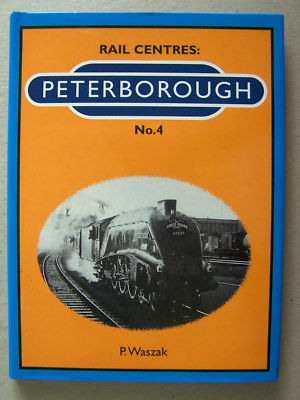 RAIL CENTRES:
PETERBOROUGH
No.4
P. Waszak